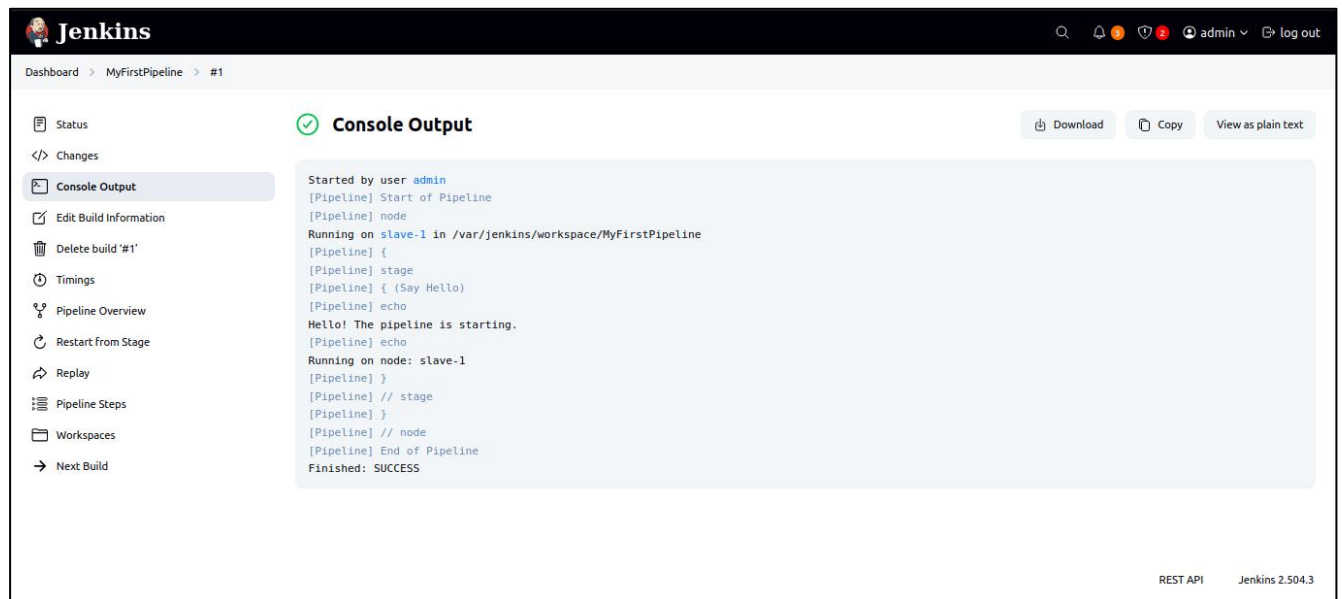 Jenkins
3
2
admin
log out
Dashboard > MyFirstPipeline > #1
Status
Changes
Console Output
Edit Build Information
Delete build ‘#1’
Timings
Pipeline Overview
Restart from Stage
Replay
Pipeline Steps
Workspaces
Next Build
Console Output
Download
Copy
View as plain text
Started by user admin
[Pipeline] Start of Pipeline
[Pipeline] node
Running on slave-1 in /var/jenkins/workspace/MyFirstPipeline
[Pipeline] {
[Pipeline] stage
[Pipeline] { (Say Hello)
[Pipeline] echo
Hello! The pipeline is starting.
[Pipeline] echo
Running on node: slave-1
[Pipeline] }
[Pipeline] // stage
[Pipeline] }
[Pipeline] // node
[Pipeline] End of Pipeline
Finished: SUCCESS
REST API
Jenkins 2.504.3